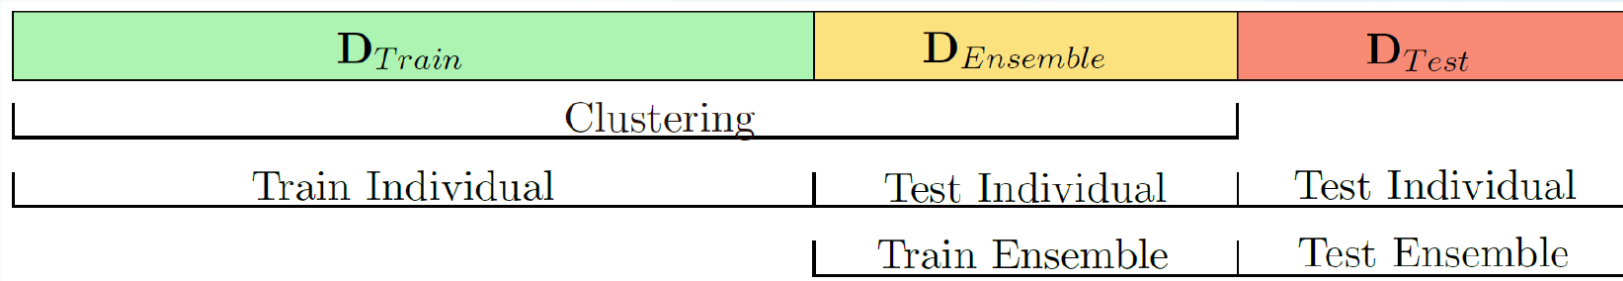 D_Train D_Ensemble D_Test
Clustering
Train Individual Test Individual Test Individual
Train Ensemble Test Ensemble